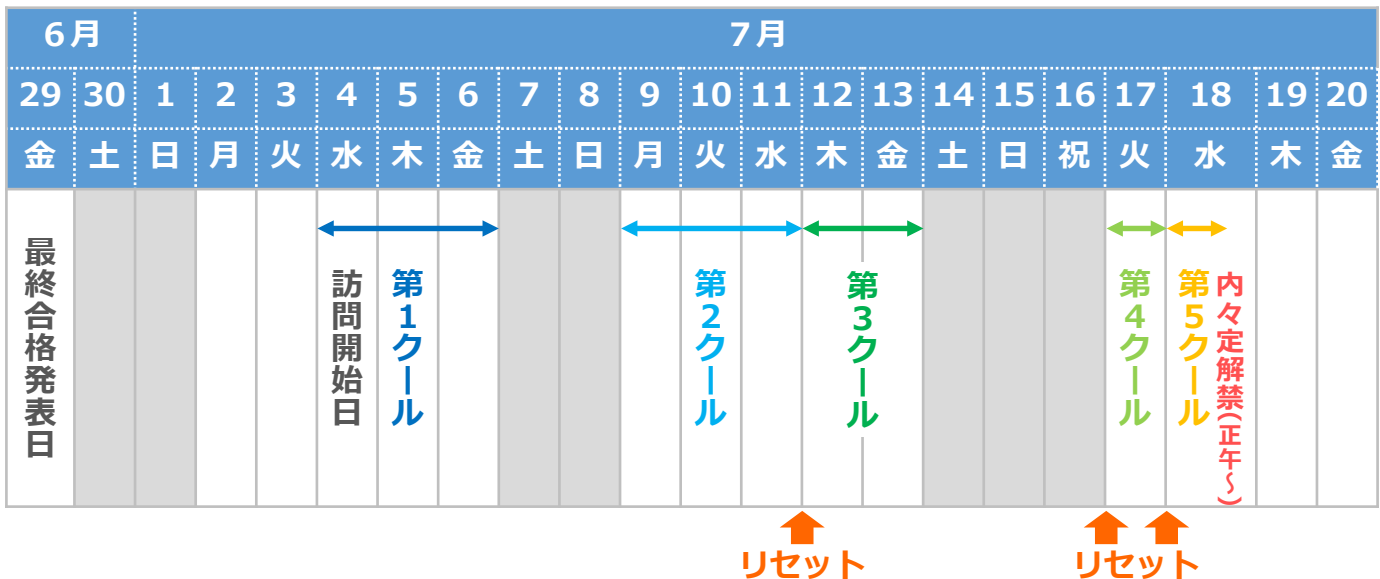 6月 7月
29 30 1 2 3 4 5 6 7 8 9 10 11 12 13 14 15 16 17 18 19 20
金 土 日 月 火 水 木 金 土 日 月 火 水 木 金 土 日 祝 火 水 木 金
最終合格発表日
訪問開始日
第1クール
第2クール
第3クール
第4クール
第5クール
内々定解禁(正午~)
リセット
リセット